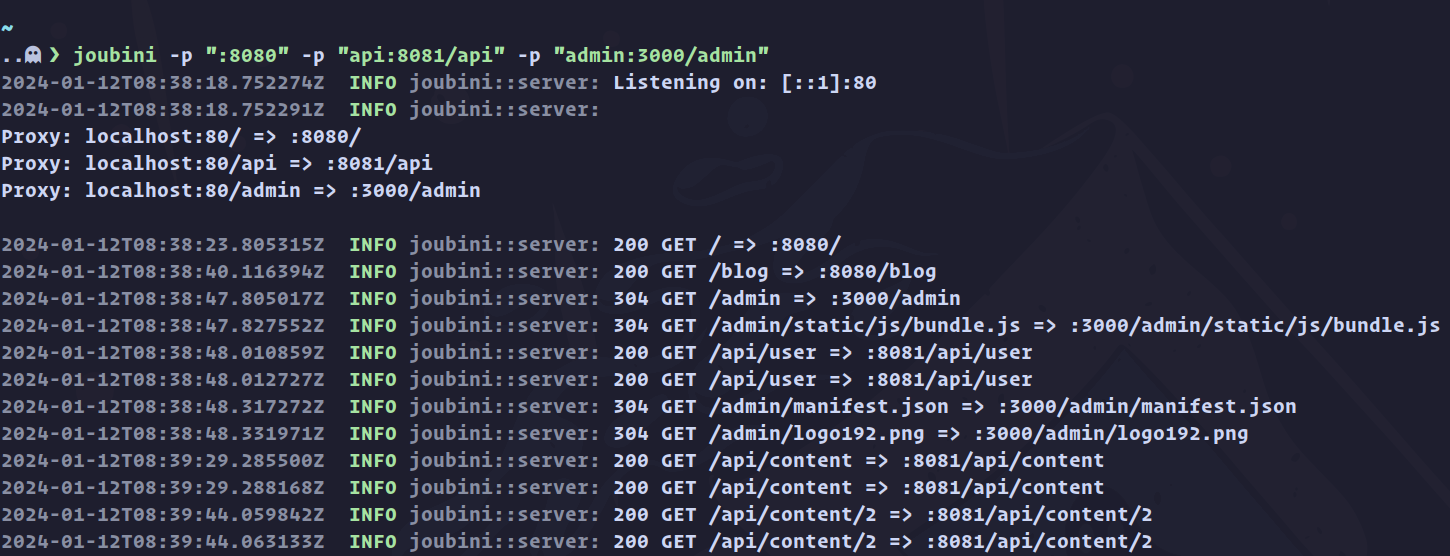 ~
..❯ joubini -p ":8080" -p "api:8081/api" -p "admin:3000/admin"
2024-01-12T08:38:18.752274Z  INFO joubini::server: Listening on: [::1]:80
2024-01-12T08:38:18.752291Z  INFO joubini::server:
Proxy: localhost:80/ => :8080/
Proxy: localhost:80/api => :8081/api
Proxy: localhost:80/admin => :3000/admin
2024-01-12T08:38:23.805315Z  INFO joubini::server: 200 GET / => :8080/
2024-01-12T08:38:40.116394Z  INFO joubini::server: 200 GET /blog => :8080/blog
2024-01-12T08:38:47.805017Z  INFO joubini::server: 304 GET /admin => :3000/admin
2024-01-12T08:38:47.827552Z  INFO joubini::server: 304 GET /admin/static/js/bundle.js => :3000/admin/static/js/bundle.js
2024-01-12T08:38:48.010859Z  INFO joubini::server: 200 GET /api/user => :8081/api/user
2024-01-12T08:38:48.012727Z  INFO joubini::server: 200 GET /api/user => :8081/api/user
2024-01-12T08:38:48.317272Z  INFO joubini::server: 304 GET /admin/manifest.json => :3000/admin/manifest.json
2024-01-12T08:38:48.331971Z  INFO joubini::server: 304 GET /admin/logo192.png => :3000/admin/logo192.png
2024-01-12T08:39:29.285500Z  INFO joubini::server: 200 GET /api/content => :8081/api/content
2024-01-12T08:39:29.288168Z  INFO joubini::server: 200 GET /api/content => :8081/api/content
2024-01-12T08:39:44.059842Z  INFO joubini::server: 200 GET /api/content/2 => :8081/api/content/2
2024-01-12T08:39:44.063133Z  INFO joubini::server: 200 GET /api/content/2 => :8081/api/content/2